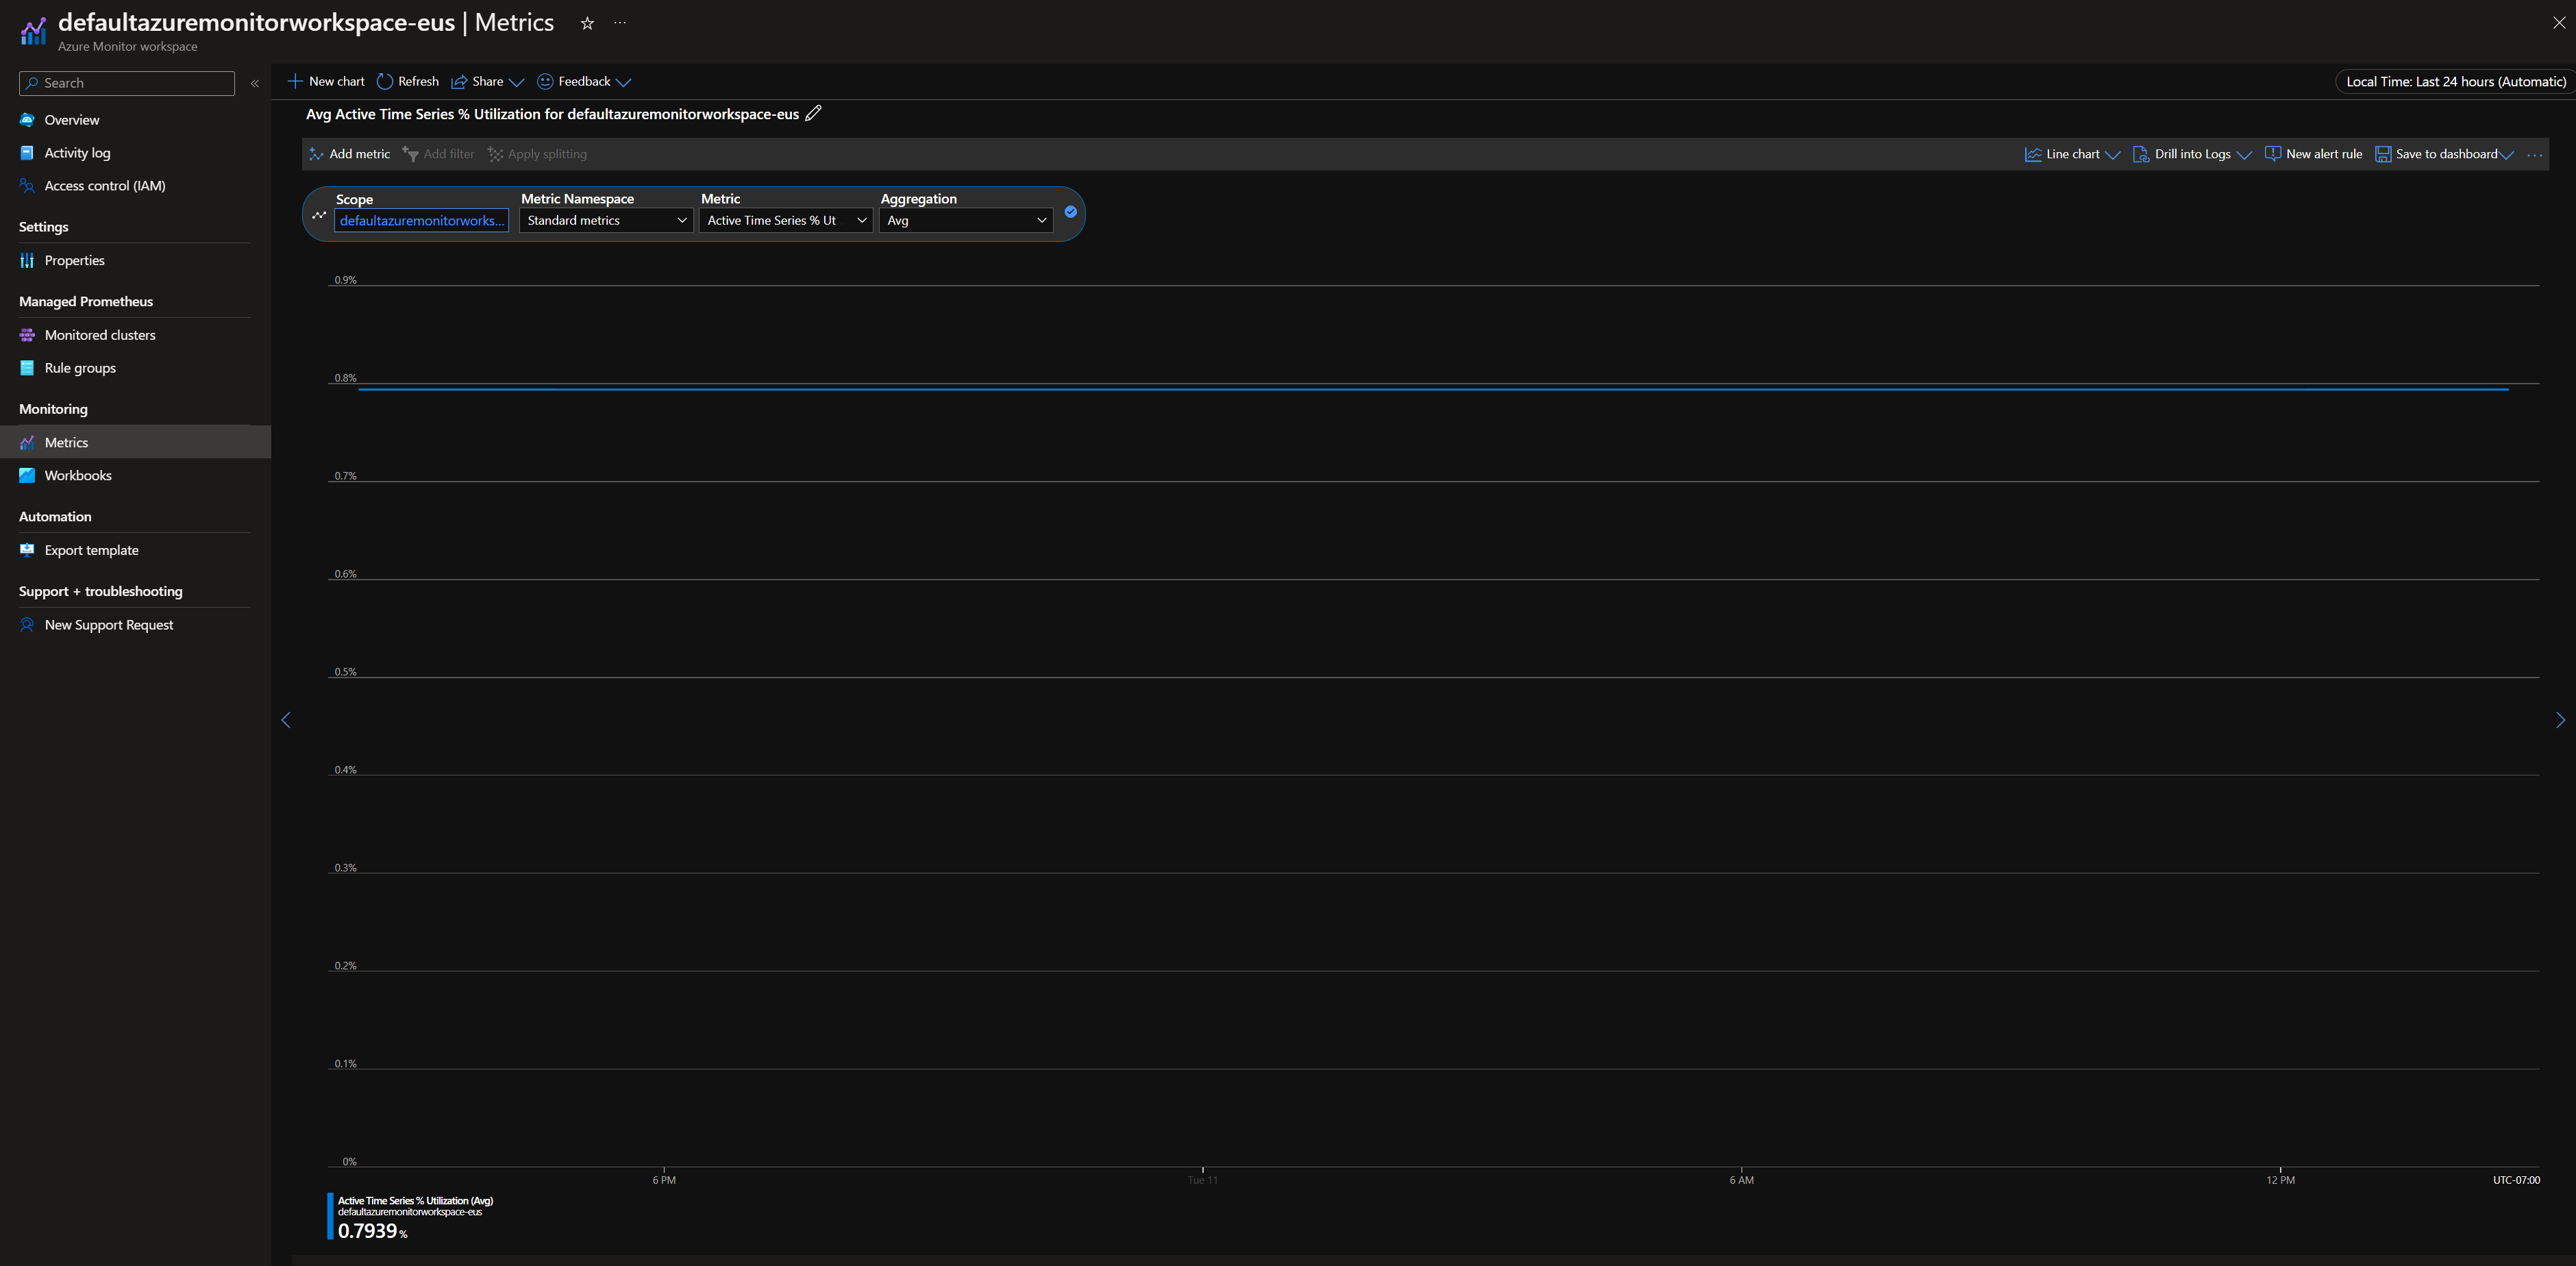 defaultazuremonitorworkspace-eus | Metrics
Azure Monitor workspace
Search
Overview
Activity log
Access control (IAM)
Settings
Properties
Managed Prometheus
Monitored clusters
Rule groups
Monitoring
Metrics
Workbooks
Automation
Export template
Support + troubleshooting
New Support Request
New chart Refresh Share Feedback Local Time: Last 24 hours (Automatic)
Avg Active Time Series % Utilization for defaultazuremonitorworkspace-eus
Add metric Add filter Apply splitting Line chart Drill into Logs New alert rule Save to dashboard
Scope Metric Namespace Metric Aggregation
defaultazuremonitorworks... Standard metrics Active Time Series % Ut Avg
0.9%
0.8%
0.7%
0.6%
0.5%
0.4%
0.3%
0.2%
0.1%
0%
6 PM Tue 11 6 AM 12 PM UTC-07:00
Active Time Series % Utilization (Avg)
defaultazuremonitorworkspace-eus
0.7939 %